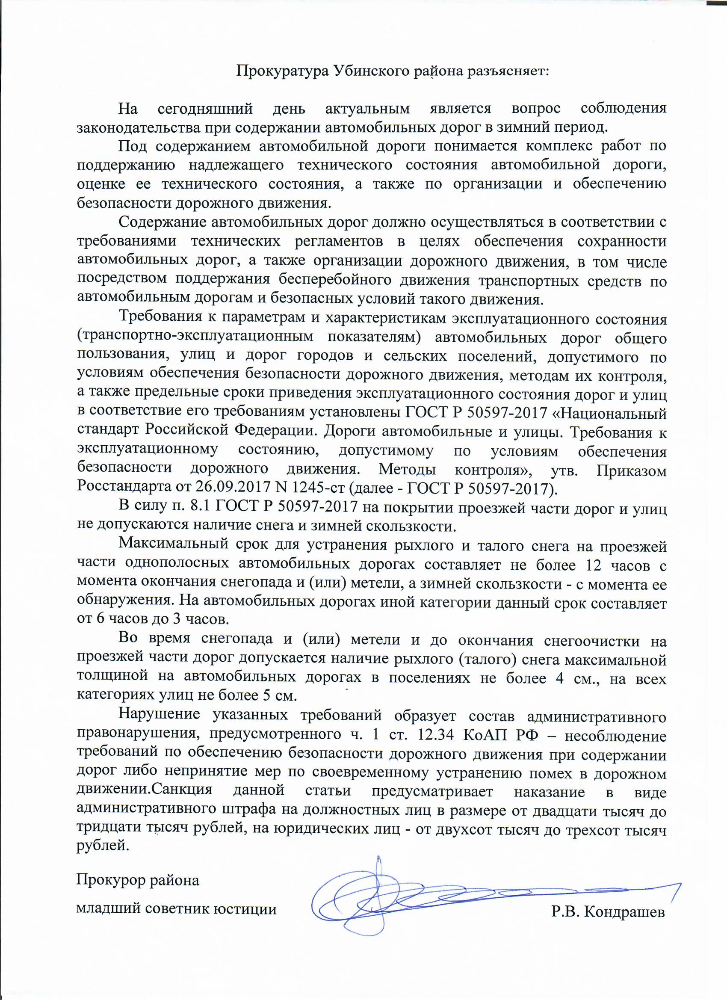 Прокуратура Убинского района разъясняет:
На сегодняшний день актуальным является вопрос соблюдения
законодательства при содержании автомобильных дорог в зимний период.
Под содержанием автомобильной дороги понимается комплекс работ по
поддержанию надлежащего технического состояния автомобильной дороги,
оценке ее технического состояния, а также по организации и обеспечению
безопасности дорожного движения.
Содержание автомобильных дорог должно осуществляться в соответствии с
требованиями технических регламентов в целях обеспечения сохранности
автомобильных дорог, а также организации дорожного движения, в том числе
посредством поддержания бесперебойного движения транспортных средств по
автомобильным дорогам и безопасных условий такого движения.
Требования к параметрам и характеристикам эксплуатационного состояния
(транспортно-эксплуатационным показателям) автомобильных дорог общего
пользования, улиц и дорог городов и сельских поселений, допустимого по
условиям обеспечения безопасности дорожного движения, методам их контроля,
а также предельные сроки приведения эксплуатационного состояния дорог и улиц
в соответствие его требованиям установлены ГОСТ Р 50597-2017 «Национальный
стандарт Российской Федерации. Дороги автомобильные и улицы. Требования к
эксплуатационному состоянию, допустимому по условиям обеспечения
безопасности дорожного движения. Методы контроля», утв. Приказом
Росстандарта от 26.09.2017 N 1245-ст (далее - ГОСТ Р 50597-2017).
В силу п. 8.1 ГОСТ Р 50597-2017 на покрытии проезжей части дорог и улиц
не допускаются наличие снега и зимней скользкости.
Максимальный срок для устранения рыхлого и талого снега на проезжей
части однополосных автомобильных дорогах составляет не более 12 часов с
момента окончания снегопада и (или) метели, а зимней скользкости - с момента ее
обнаружения. На автомобильных дорогах иной категории данный срок составляет
от 6 часов до 3 часов.
Во время снегопада и (или) метели и до окончания снегоочистки на
проезжей части дорог допускается наличие рыхлого (талого) снега максимальной
толщиной на автомобильных дорогах в поселениях не более 4 см., на всех
категориях улиц не более 5 см.
Нарушение указанных требований образует состав административного
правонарушения, предусмотренного ч. 1 ст. 12.34 КоАП РФ – несоблюдение
требований по обеспечению безопасности дорожного движения при содержании
дорог либо непринятие мер по своевременному устранению помех в дорожном
движении.Санкция данной статьи предусматривает наказание в виде
административного штрафа на должностных лиц в размере от двадцати тысяч до
тридцати тысяч рублей, на юридических лиц - от двухсот тысяч до трехсот тысяч
рублей.
Прокурор района
младший советник юстиции
Р.В. Кондрашев